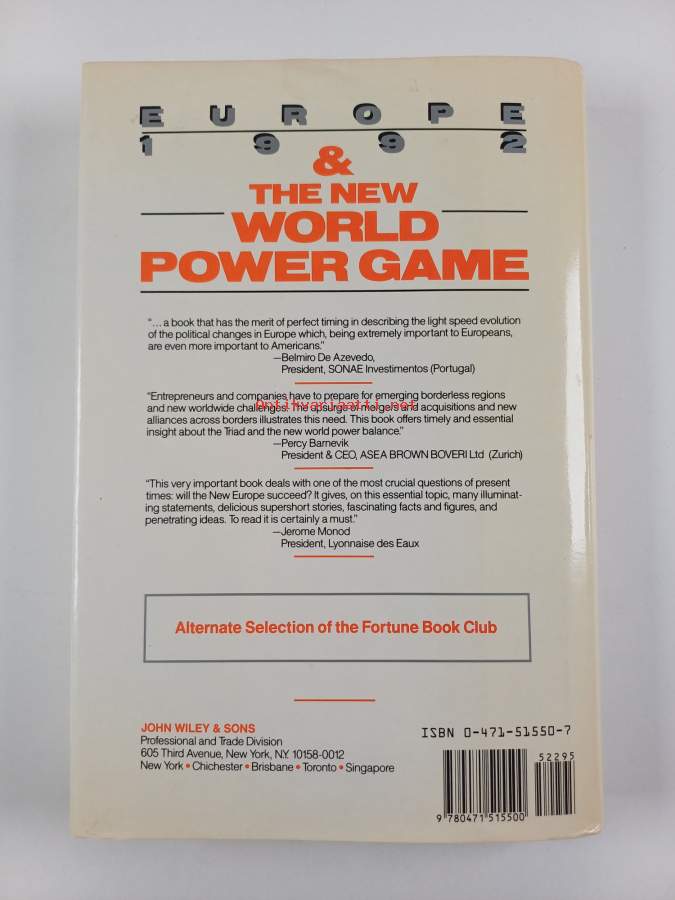 EUROPE
1992
&
THE NEW
WORLD
POWER GAME
"... a book that has the merit of perfect timing in describing the light speed evolution
of the political changes in Europe which, being extremely important to Europeans,
are even more important to Americans."
—Belmiro De Azevedo,
President, SONAE Investimentos (Portugal)
"Entrepreneurs and companies have to prepare for emerging borderless regions
and new worldwide challenges. The upsurge of mergers and acquisitions and new
Antikvariaatti.net
alliances across borders illustrates this need. This book offers timely and essential
insight about the Triad and the new world power balance."
—Percy Barnevik
President & CEO, ASEA BROWN BOVERI Ltd (Zurich)
"This very important book deals with one of the most crucial questions of present
times: will the New Europe succeed? It gives, on this essential topic, many illuminat-
ing statements, delicious supershort stories, fascinating facts and figures, and
penetrating ideas. To read it is certainly a must."
—Jerome Monod
President, Lyonnaise des Eaux
Alternate Selection of the Fortune Book Club
JOHN WILEY & SONS
Professional and Trade Division
605 Third Avenue, New York, N.Y. 10158-0012
New York • Chichester • Brisbane • Toronto • Singapore
ISBN 0-471-51550-7
52295
9 780471 515500